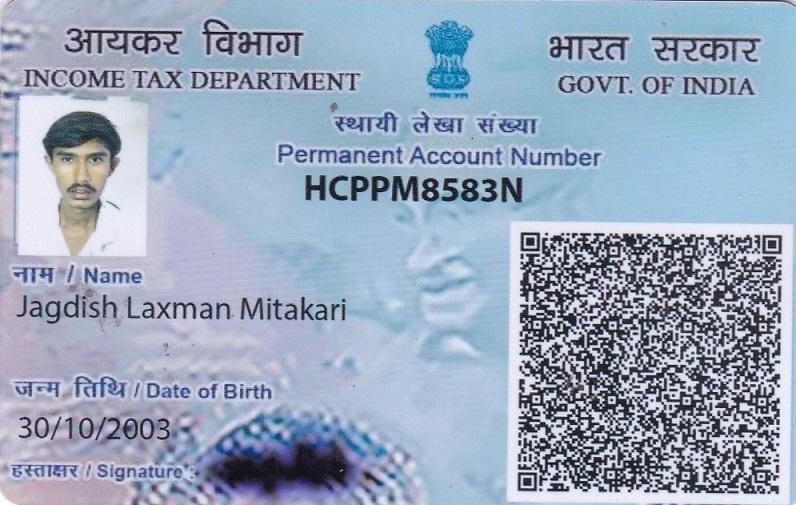 आयकर विभाग
INCOME TAX DEPARTMENT
भारत सरकार
GOVT. OF INDIA
स्थायी लेखा संख्या
Permanent Account Number
HCPPM8583N
नाम / Name
Jagdish Laxman Mitakari
जन्म तिथि / Date of Birth
30/10/2003
हस्ताक्षर / Signature :-